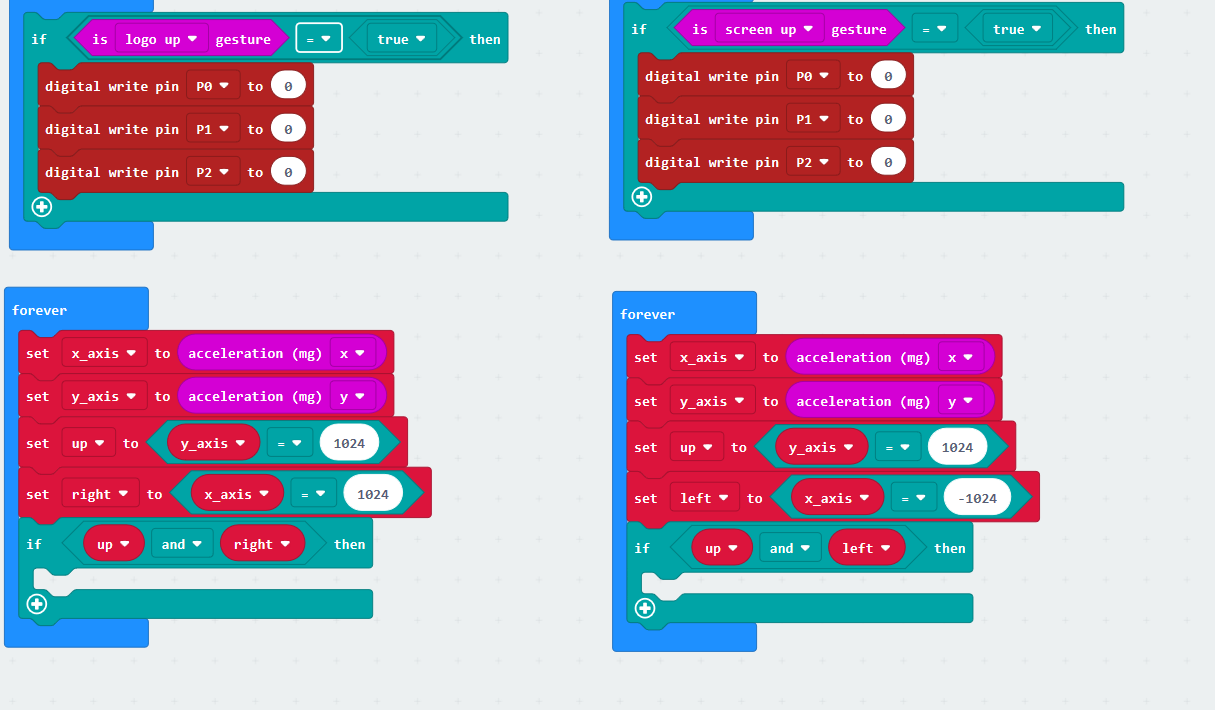 if is logo up gesture = true then
digital write pin P0 to 0
digital write pin P1 to 0
digital write pin P2 to 0
if is screen up gesture = true then
digital write pin P0 to 0
digital write pin P1 to 0
digital write pin P2 to 0
forever
set x_axis to acceleration (mg) x
set y_axis to acceleration (mg) y
set up to y_axis = 1024
set right to x_axis = 1024
if up and right then
forever
set x_axis to acceleration (mg) x
set y_axis to acceleration (mg) y
set up to y_axis = 1024
set left to x_axis = -1024
if up and left then